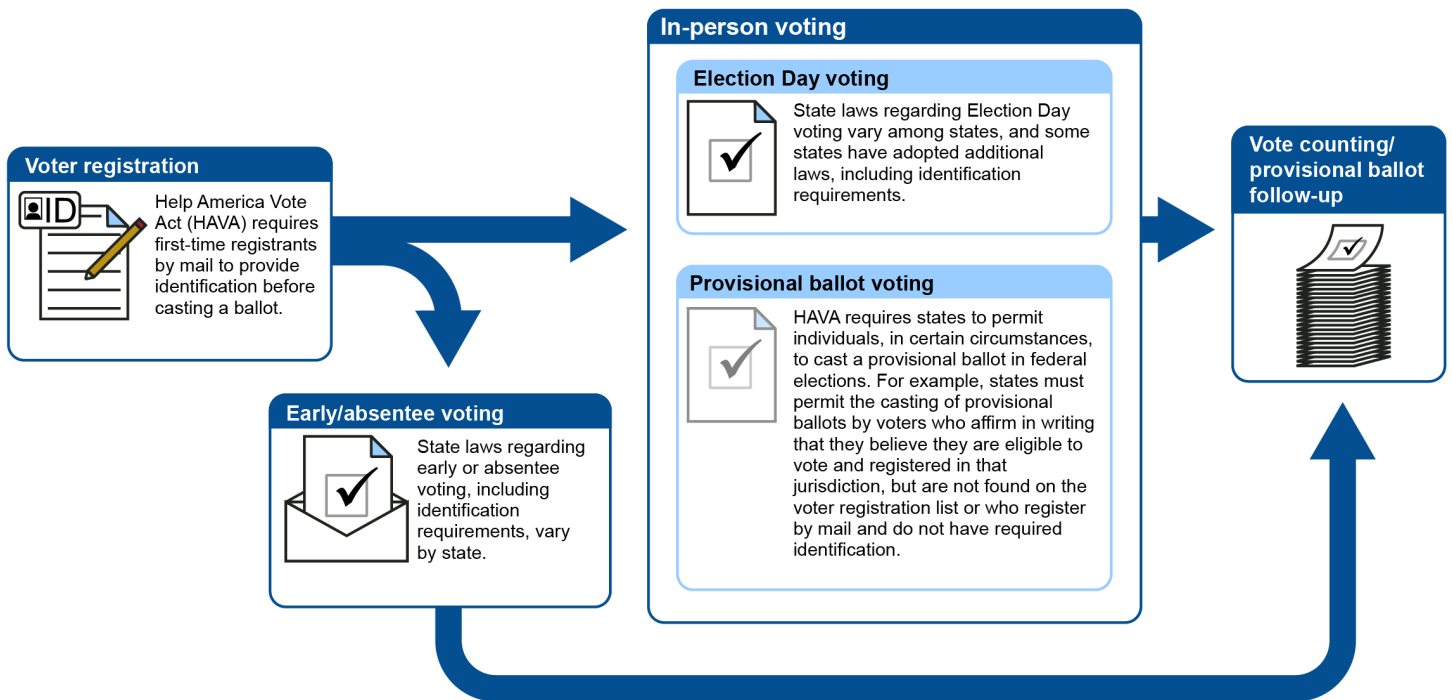 Voter registration
ID
Help America Vote
Act (HAVA) requires
first-time registrants
by mail to provide
identification before
casting a ballot.
Early/absentee voting
State laws regarding
early or absentee
voting, including
identification
requirements, vary
by state.
In-person voting
Election Day voting
State laws regarding Election Day
voting vary among states, and some
states have adopted additional
laws, including identification
requirements.
Provisional ballot voting
HAVA requires states to permit
individuals, in certain circumstances,
to cast a provisional ballot in federal
elections. For example, states must
permit the casting of provisional
ballots by voters who affirm in writing
that they believe they are eligible to
vote and registered in that
jurisdiction, but are not found on the
voter registration list or who register
by mail and do not have required
identification.
Vote counting/
provisional ballot
follow-up